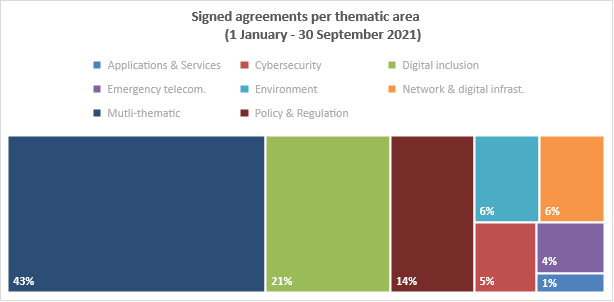 Signed agreements per thematic area
(1 January - 30 September 2021)
Applications & Services
Cybersecurity
Digital inclusion
Emergency telecom.
Environment
Network & digital infrast.
Mutli-thematic
Policy & Regulation
43%
21%
14%
6%
6%
5%
4%
1%